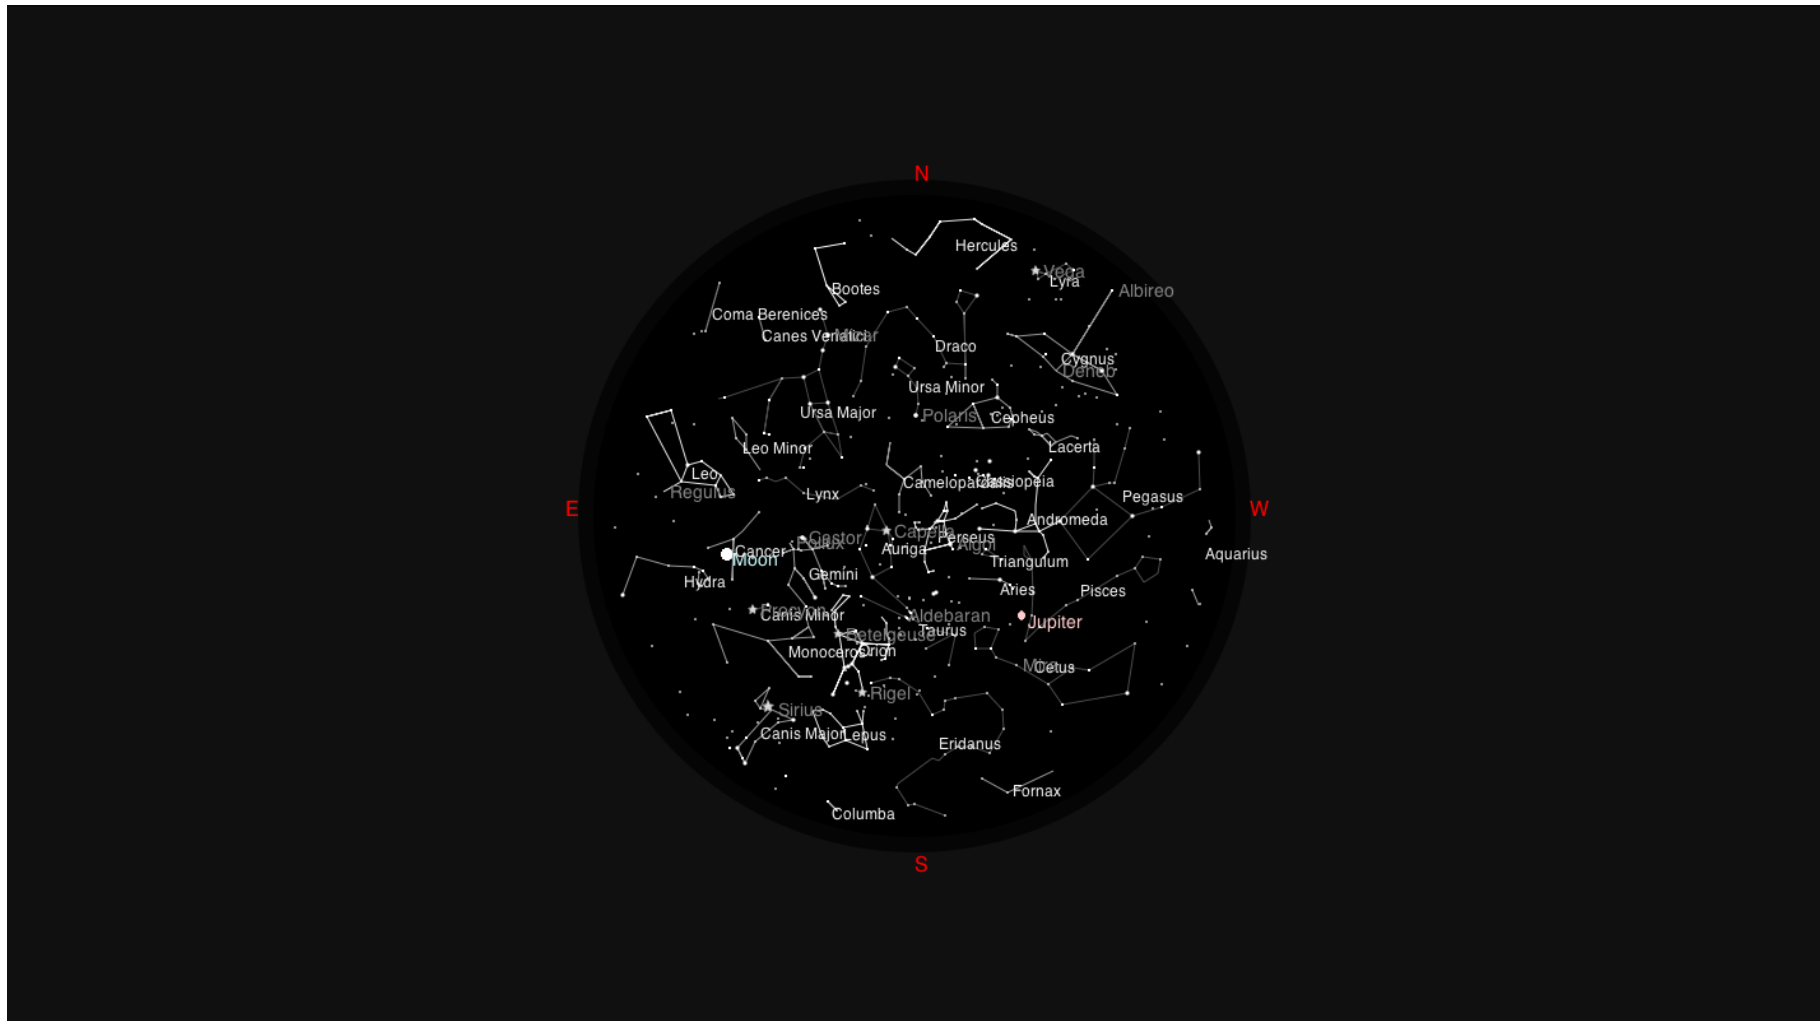 N
Hercules
Vega
Lyra
Bootes
Albireo
Coma Berenices
Canes Venatici
Mizar
Draco
Cygnus
Deneb
Ursa Minor
Ursa Major
Polaris
Cepheus
Leo Minor
Lacerta
Leo
Camelopardalis
Cassiopeia
Regulus
Lynx
Pegasus
E
W
Andromeda
Capella
Castor
Perseus
Pollux
Algol
Auriga
Cancer
Moon
Triangulum
Aquarius
Gemini
Hydra
Aries
Pisces
Procyon
Canis Minor
Aldebaran
Jupiter
Betelgeuse
Taurus
Monoceros
Orion
Mira
Cetus
Rigel
Sirius
Canis Major
Lepus
Eridanus
Fornax
Columba
S